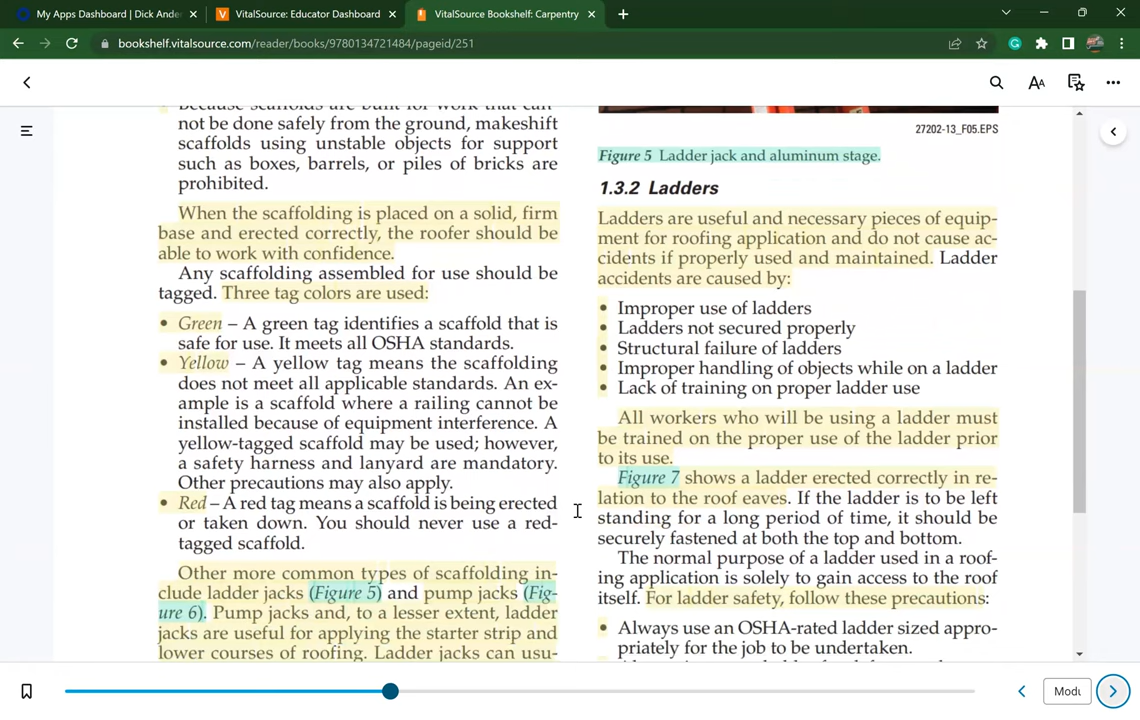 My Apps Dashboard | Dick Ander
VitalSource: Educator Dashboard
VitalSource Bookshelf: Carpentry
bookshelf.vitalsource.com/reader/books/9780134721484/pageid/251
Because scaffolds are built for work that can-
not be done safely from the ground, makeshift
scaffolds using unstable objects for support
such as boxes, barrels, or piles of bricks are
prohibited.
When the scaffolding is placed on a solid, firm
base and erected correctly, the roofer should be
able to work with confidence.
Any scaffolding assembled for use should be
tagged. Three tag colors are used:
• Green – A green tag identifies a scaffold that is
safe for use. It meets all OSHA standards.
• Yellow – A yellow tag means the scaffolding
does not meet all applicable standards. An ex-
ample is a scaffold where a railing cannot be
installed because of equipment interference. A
yellow-tagged scaffold may be used; however,
a safety harness and lanyard are mandatory.
Other precautions may also apply.
• Red – A red tag means a scaffold is being erected
or taken down. You should never use a red-
tagged scaffold.
Other more common types of scaffolding in-
clude ladder jacks (Figure 5) and pump jacks (Fig-
ure 6). Pump jacks and, to a lesser extent, ladder
jacks are useful for applying the starter strip and
lower courses of roofing. Ladder jacks can usu-
27202-13_F05.EPS
Figure 5 Ladder jack and aluminum stage.
1.3.2 Ladders
Ladders are useful and necessary pieces of equip-
ment for roofing application and do not cause ac-
cidents if properly used and maintained. Ladder
accidents are caused by:
• Improper use of ladders
• Ladders not secured properly
• Structural failure of ladders
• Improper handling of objects while on a ladder
• Lack of training on proper ladder use
All workers who will be using a ladder must
be trained on the proper use of the ladder prior
to its use.
Figure 7 shows a ladder erected correctly in re-
lation to the roof eaves. If the ladder is to be left
standing for a long period of time, it should be
securely fastened at both the top and bottom.
The normal purpose of a ladder used in a roof-
ing application is solely to gain access to the roof
itself. For ladder safety, follow these precautions:
• Always use an OSHA-rated ladder sized appro-
priately for the job to be undertaken.
Modu